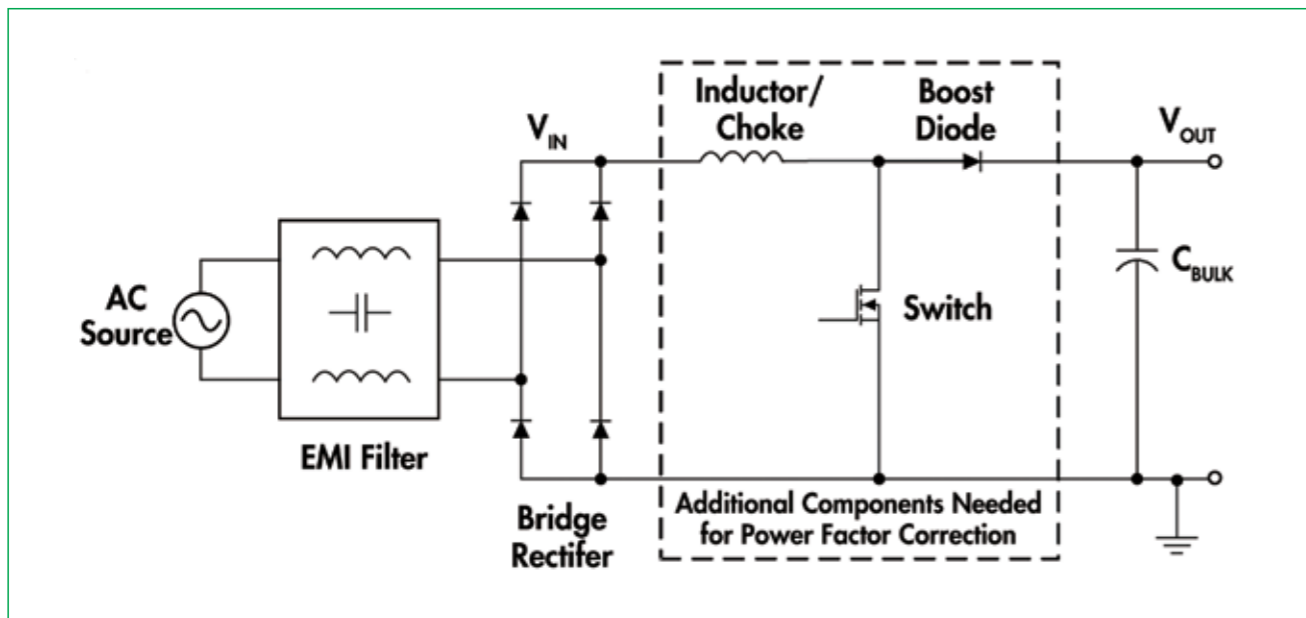 Inductor/
Choke
Boost
Diode
V_IN
V_OUT
AC
Source
C_BULK
Switch
EMI Filter
Bridge
Rectifer
Additional Components Needed
for Power Factor Correction